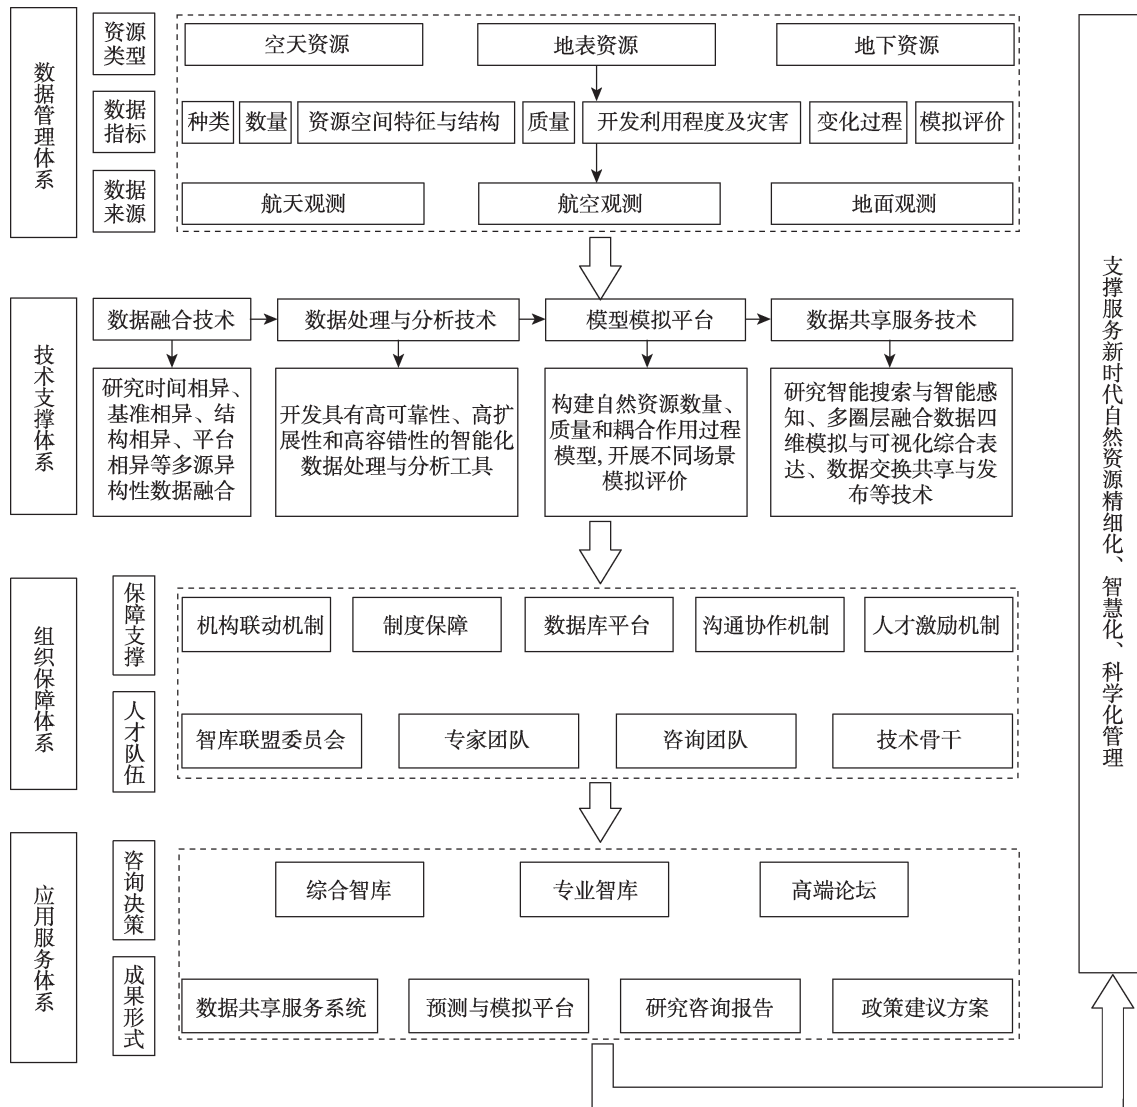 数据管理体系
资源
类型
空天资源
地表资源
地下资源
数据
指标
种类
数量
资源空间特征与结构
质量
开发利用程度及灾害
变化过程
模拟评价
数据
来源
航天观测
航空观测
地面观测
技术支撑体系
数据融合技术
数据处理与分析技术
模型模拟平台
数据共享服务技术
研究时间相异、
基准相异、结
构相异、平台
相异等多源异
构性数据融合
开发具有高可靠性、高扩
展性和高容错性的智能化
数据处理与分析工具
构建自然资源数量、
质量和耦合作用过程
模型, 开展不同场景
模拟评价
研究智能搜索与智能感
知、多圈层融合数据四
维模拟与可视化综合表
达、数据交换共享与发
布等技术
组织保障体系
保障支撑
机构联动机制
制度保障
数据库平台
沟通协作机制
人才激励机制
人才队伍
智库联盟委员会
专家团队
咨询团队
技术骨干
应用服务体系
咨询决策
综合智库
专业智库
高端论坛
成果形式
数据共享服务系统
预测与模拟平台
研究咨询报告
政策建议方案
支撑服务新时代自然资源精细化、智慧化、科学化管理